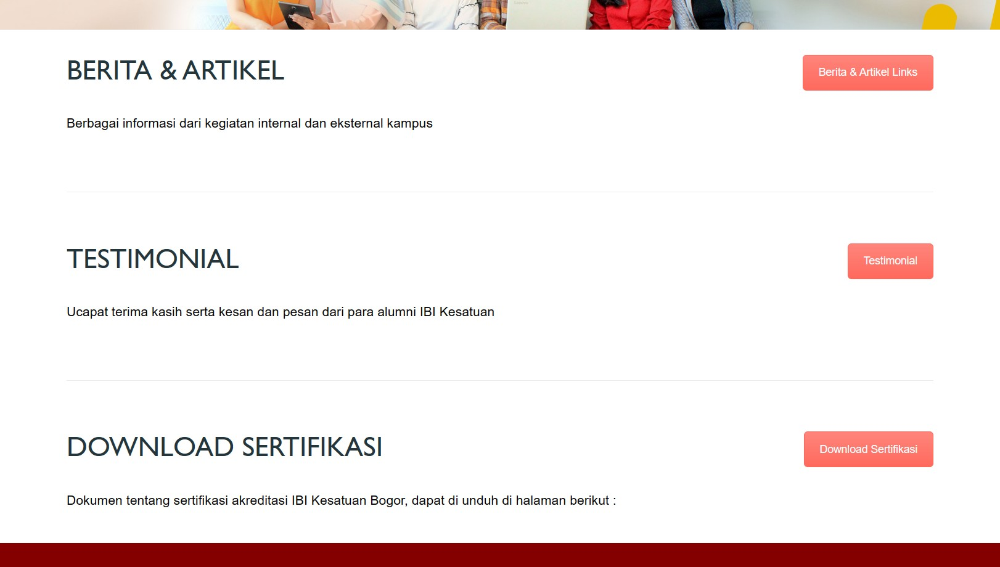 BERITA & ARTIKEL
Berita & Artikel Links
Berbagai informasi dari kegiatan internal dan eksternal kampus
TESTIMONIAL
Testimonial
Ucapat terima kasih serta kesan dan pesan dari para alumni IBI Kesatuan
DOWNLOAD SERTIFIKASI
Download Sertifikasi
Dokumen tentang sertifikasi akreditasi IBI Kesatuan Bogor, dapat di unduh di halaman berikut :